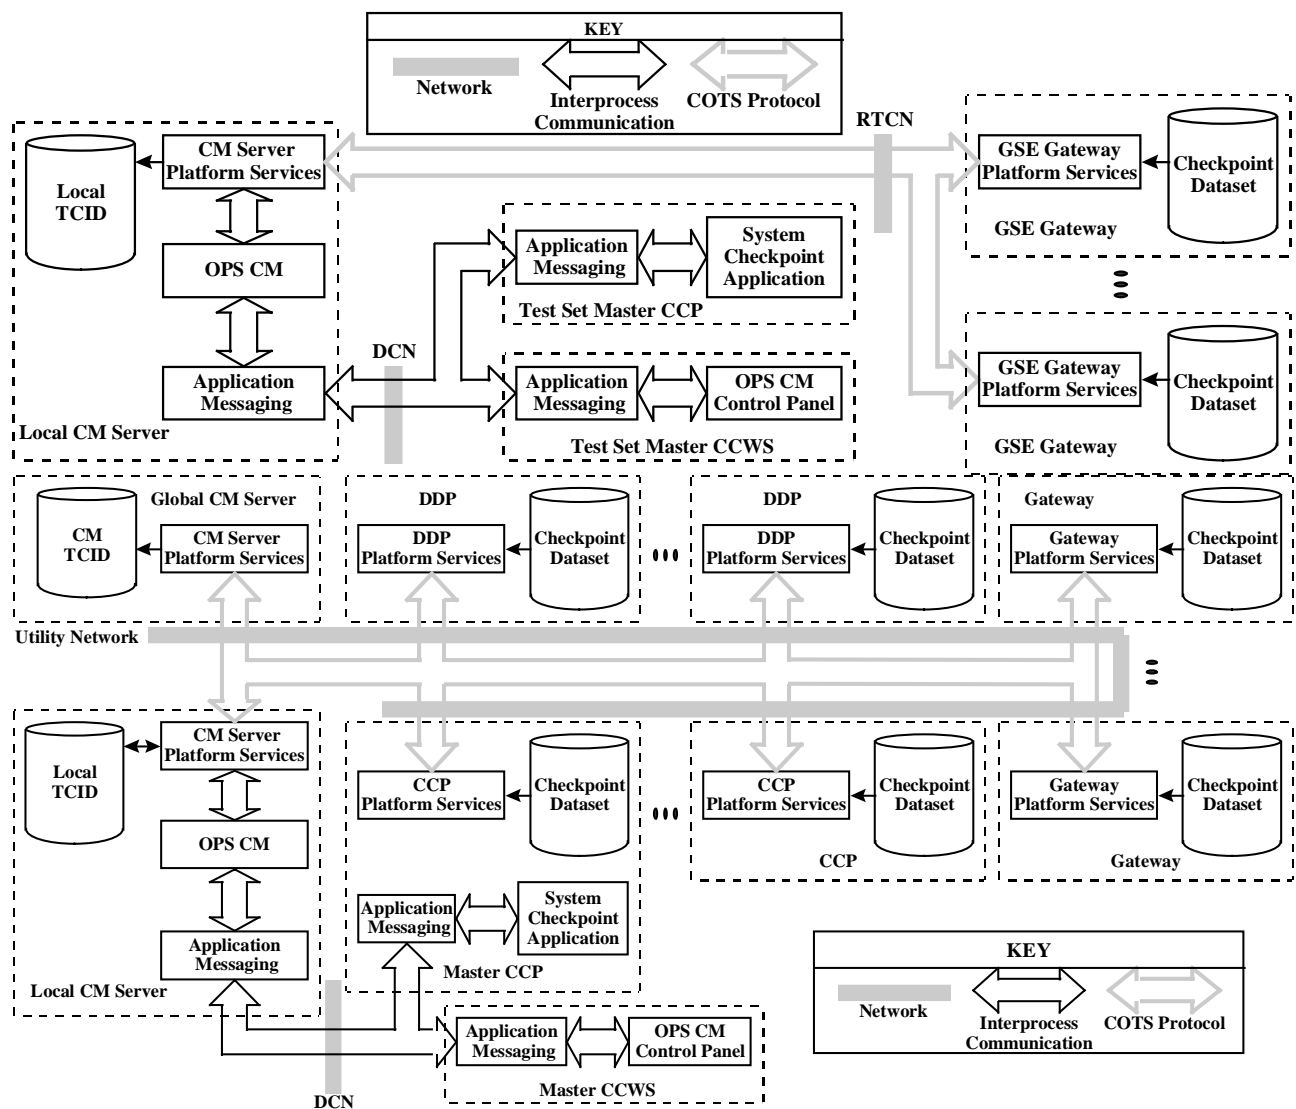 KEY
Network
Interprocess
Communication
COTS Protocol
RTCN
Local
TCID
CM Server
Platform Services
OPS CM
Application
Messaging
Local CM Server
DCN
Application
Messaging
System
Checkpoint
Application
Test Set Master CCP
Application
Messaging
OPS CM
Control Panel
Test Set Master CCWS
GSE Gateway
Platform Services
Checkpoint
Dataset
GSE Gateway
GSE Gateway
Platform Services
Checkpoint
Dataset
GSE Gateway
Global CM Server
CM
TCID
CM Server
Platform Services
DDP
DDP
Platform Services
Checkpoint
Dataset
DDP
DDP
Platform Services
Checkpoint
Dataset
Gateway
Gateway
Platform Services
Checkpoint
Dataset
Utility Network
Local
TCID
CM Server
Platform Services
OPS CM
Application
Messaging
Local CM Server
CCP
Platform Services
Checkpoint
Dataset
Application
Messaging
System
Checkpoint
Application
Master CCP
CCP
Platform Services
Checkpoint
Dataset
CCP
Gateway
Platform Services
Checkpoint
Dataset
Gateway
DCN
Application
Messaging
OPS CM
Control Panel
Master CCWS
KEY
Network
Interprocess
Communication
COTS Protocol